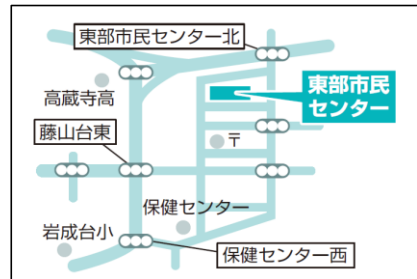 東部市民センター北
東部市民
センター
高蔵寺高
〒
藤山台東
保健センター
岩成台小
保健センター西